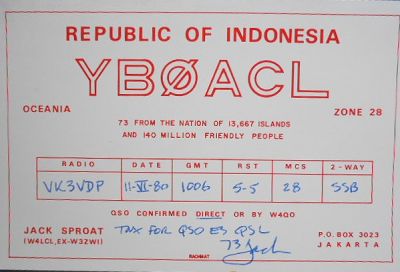 REPUBLIC OF INDONESIA
YBØACL
OCEANIA ZONE 28
73 FROM THE NATION OF 13,667 ISLANDS
AND 140 MILLION FRIENDLY PEOPLE
RADIO DATE GMT RST MCS 2-WAY
VK3VDP 11-VI-80 1006 5-5 28 SSB
QSO CONFIRMED DIRECT OR BY W4QO
JACK SPROAT TNX FOR QSO ES QSL P.O. BOX 3023
(W4LCL, EX-W3ZWI) 73 Jack JAKARTA
RACHMAT